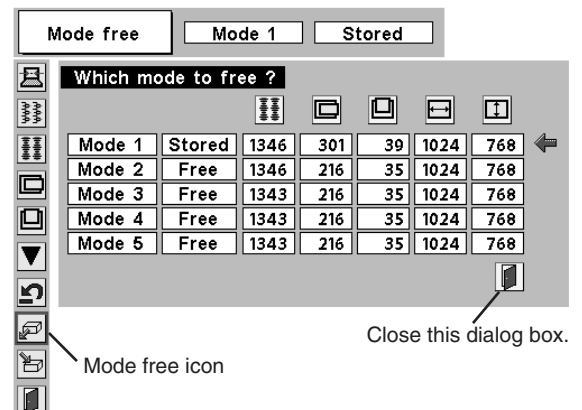 Mode free Mode 1 Stored
Which mode to free ?
Mode 1 Stored 1346 301 39 1024 768
Mode 2 Free 1346 216 35 1024 768
Mode 3 Free 1343 216 35 1024 768
Mode 4 Free 1343 216 35 1024 768
Mode 5 Free 1343 216 35 1024 768
Close this dialog box.
Mode free icon